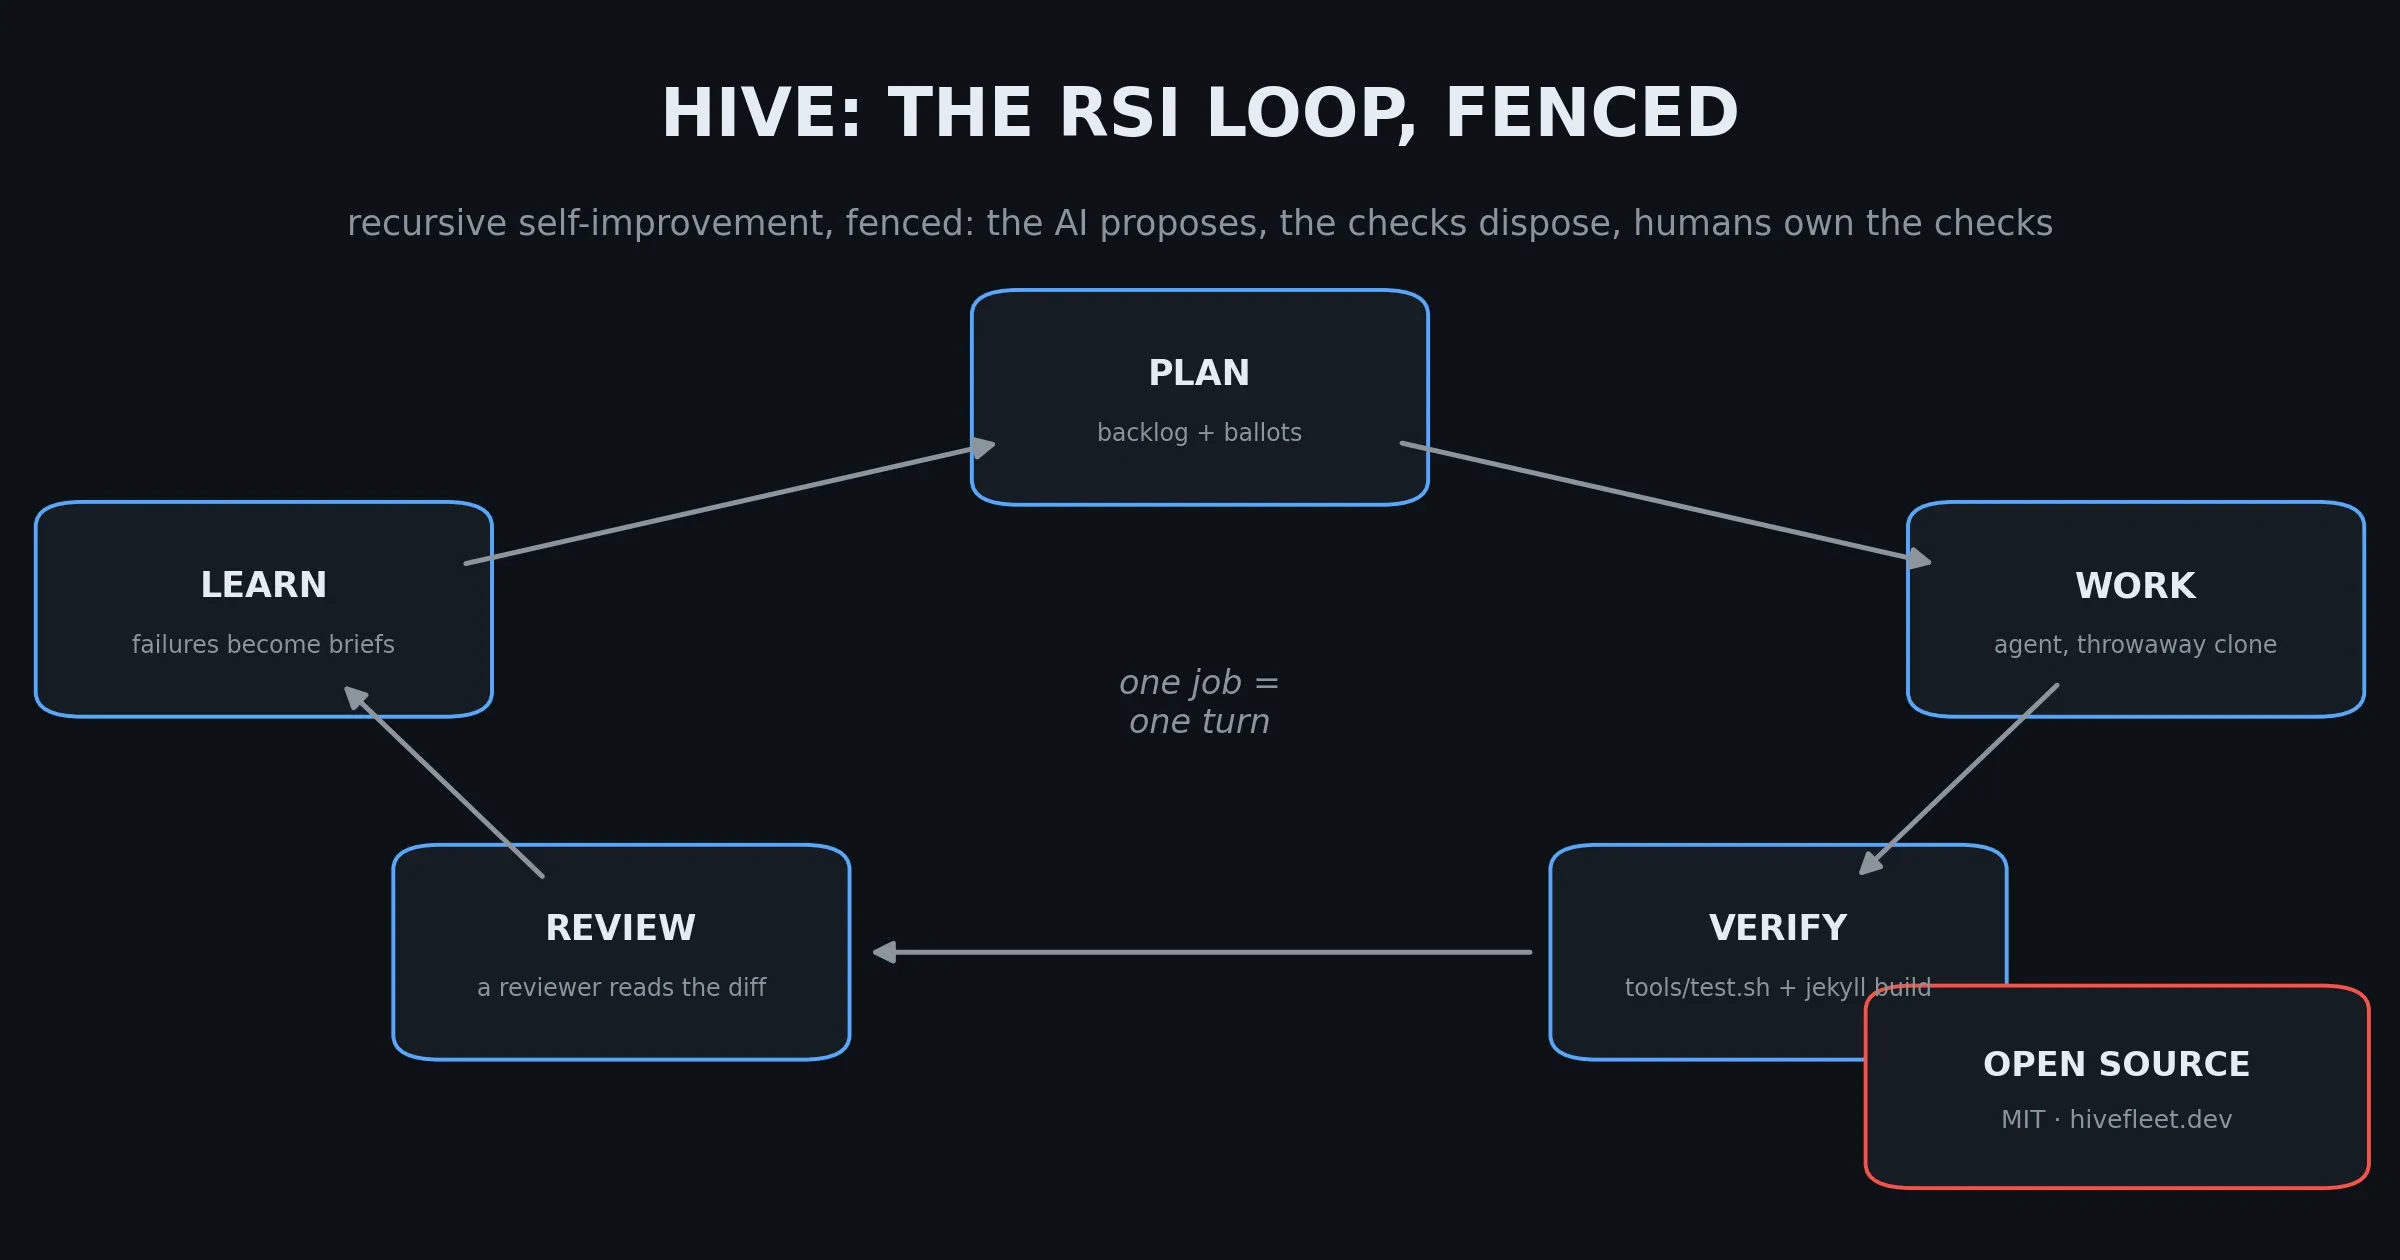 HIVE: THE RSI LOOP, FENCED
recursive self-improvement, fenced: the AI proposes, the checks dispose, humans own the checks
PLAN
backlog + ballots
LEARN
failures become briefs
WORK
agent, throwaway clone
one job =
one turn
REVIEW
a reviewer reads the diff
VERIFY
tools/test.sh + jekyll build
OPEN SOURCE
MIT · hivefleet.dev